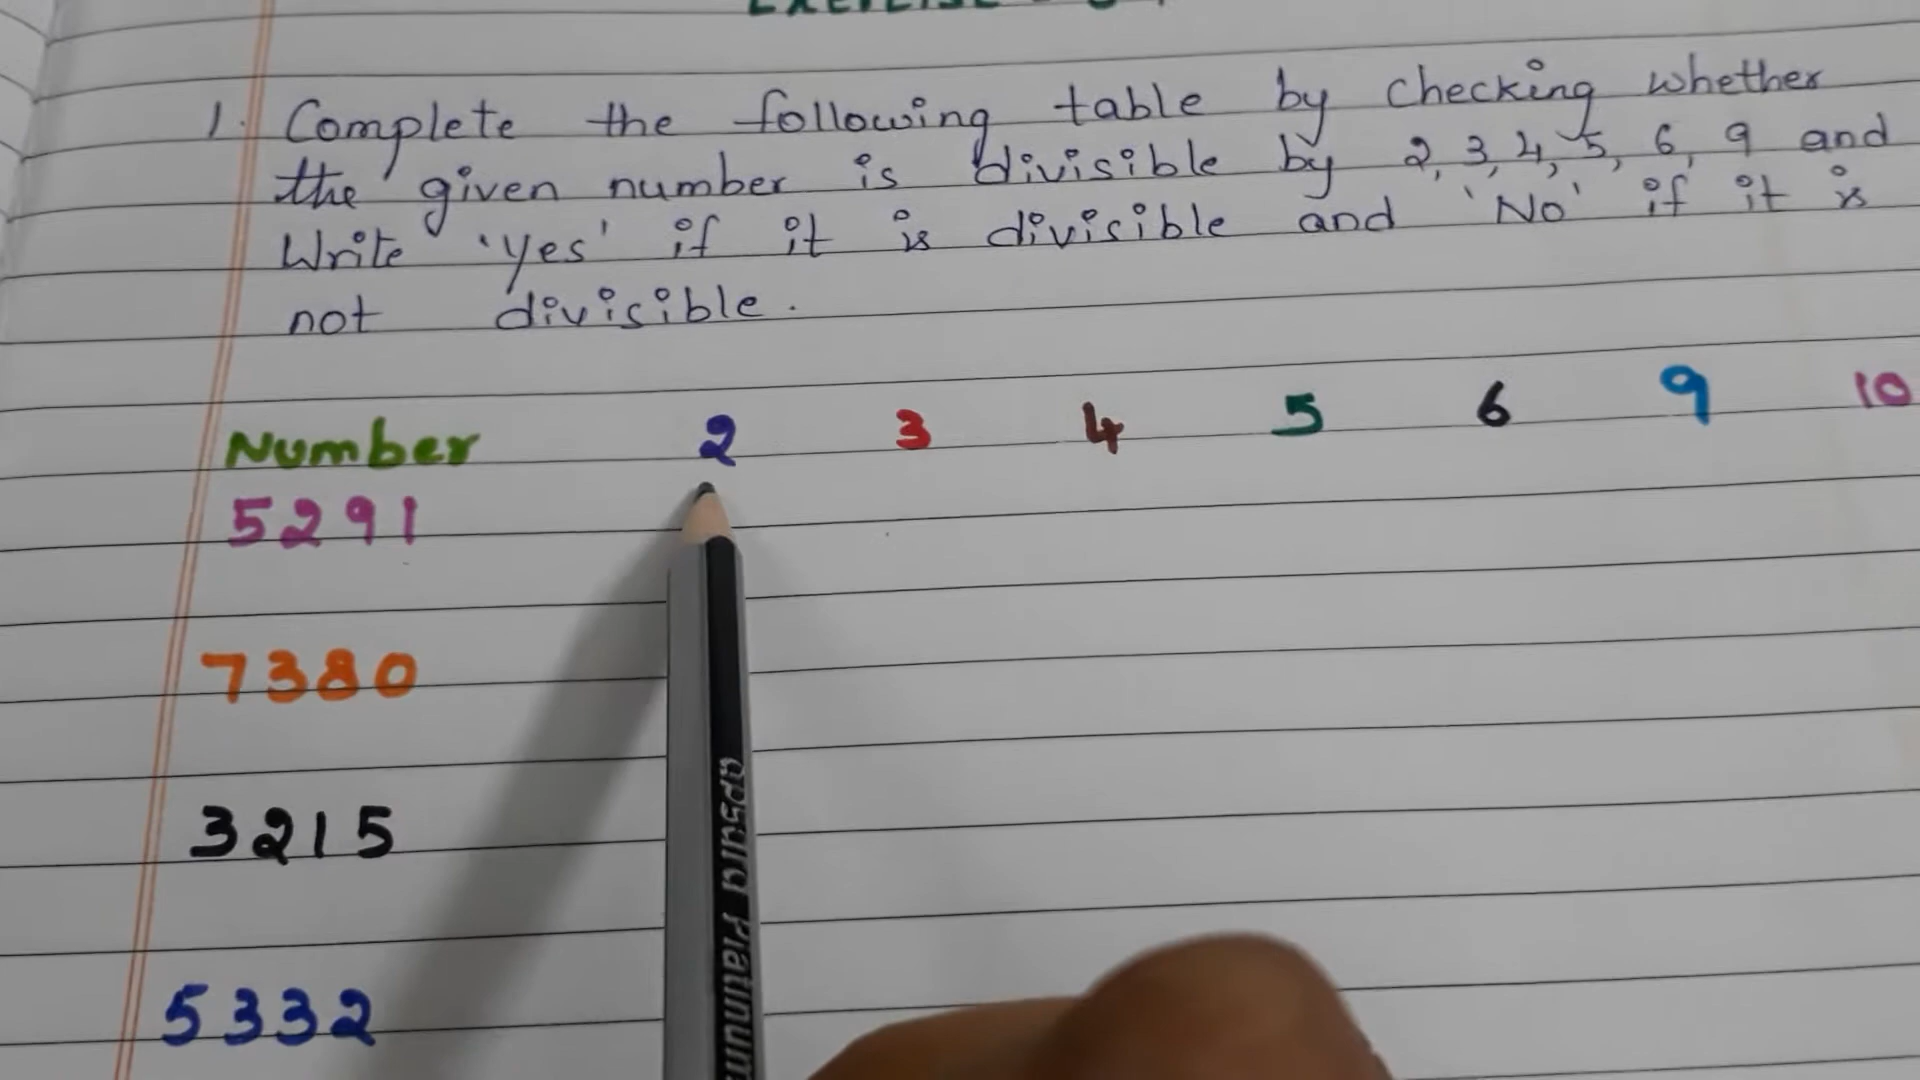 1. Complete the following table by checking whether
the given number is divisible by 2, 3, 4, 5, 6, 9 and
Write 'yes' if it is divisible and 'No' if it is
not divisible.
Number 2 3 4 5 6 9 10
5291
7380
3215
5332
apsara Platinum